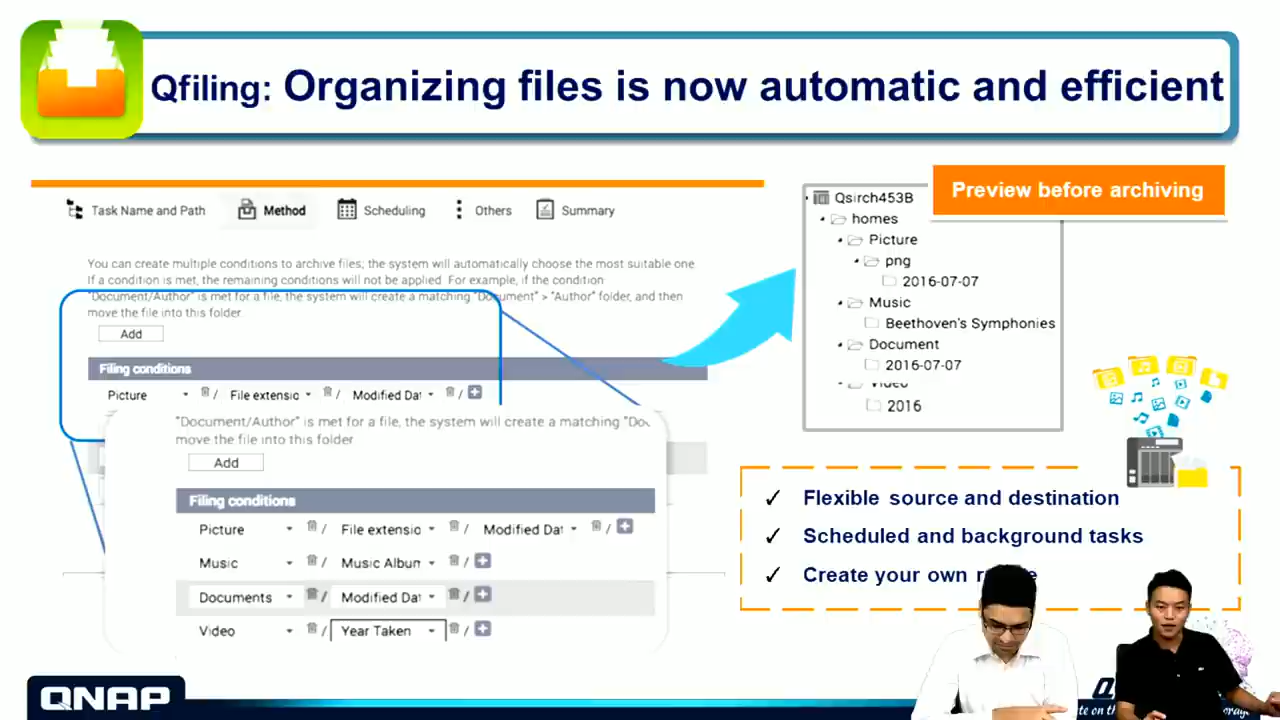 Qfiling: Organizing files is now automatic and efficient
Task Name and Path
Method
Scheduling
Others
Summary
You can create multiple conditions to archive files; the system will automatically choose the most suitable one
If a condition is met, the remaining conditions will not be applied. For example, if the condition
"Document/Author" is met for a file, the system will create a matching "Document" > "Author" folder, and then
move the file into this folder
Add
Filing conditions
Picture / File extensio / Modified Dat
"Document/Author" is met for a file, the system will create a matching "Doc
move the file into this folder
Add
Filing conditions
Picture / File extensio / Modified Dat /
Music / Music Album /
Documents / Modified Dat /
Video / Year Taken /
Preview before archiving
Qsirch453B
homes
Picture
png
2016-07-07
Music
Beethoven's Symphonies
Document
2016-07-07
Video
2016
✓ Flexible source and destination
✓ Scheduled and background tasks
✓ Create your own
QNAP